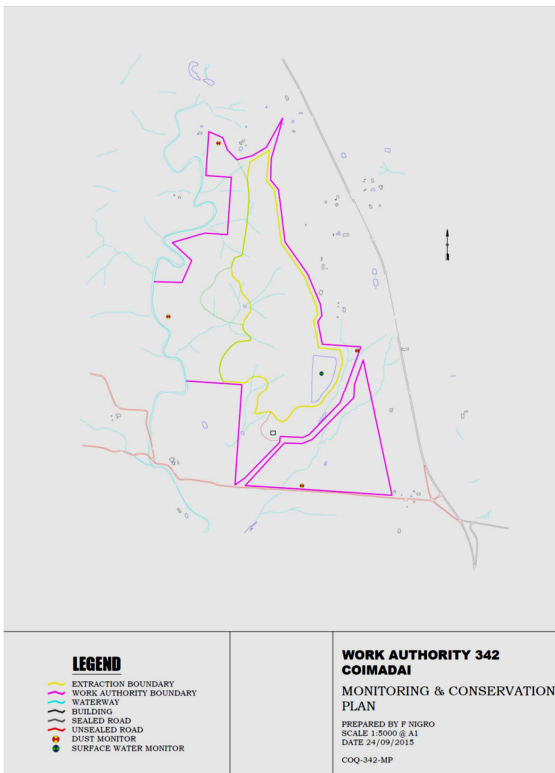 LEGEND
EXTRACTION BOUNDARY
WORK AUTHORITY BOUNDARY
WATERWAY
BUILDING
SEALED ROAD
UNSEALED ROAD
DUST MONITOR
SURFACE WATER MONITOR
WORK AUTHORITY 342
COIMADAI
MONITORING & CONSERVATION
PLAN
PREPARED BY F NIGRO
SCALE 1:5000 @ A1
DATE 24/09/2015
COQ-342-MP